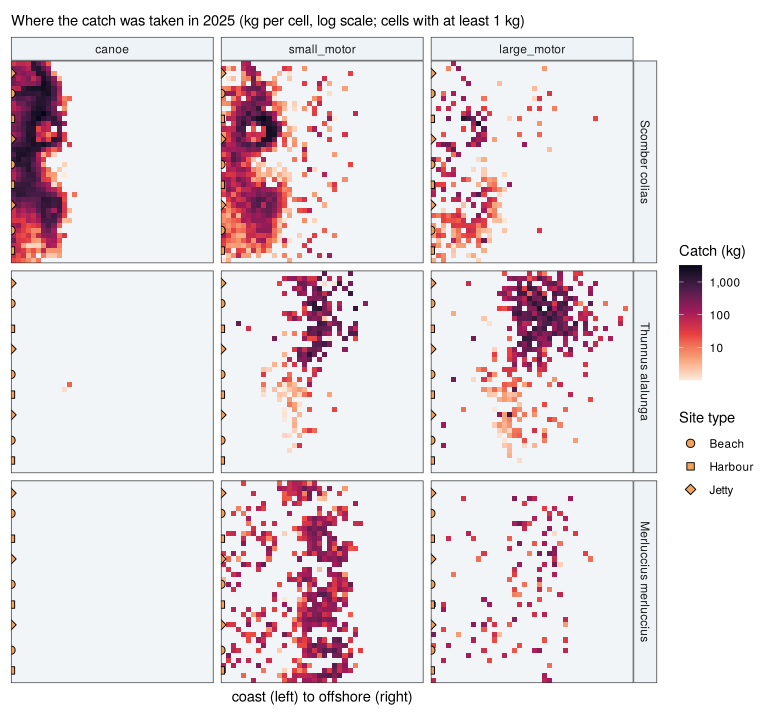 Where the catch was taken in 2025 (kg per cell, log scale; cells with at least 1 kg)
canoe
small_motor
large_motor
Scomber colias
Thunnus alalunga
Merluccius merluccius
Catch (kg)
1,000
100
10
Site type
Beach
Harbour
Jetty
coast (left) to offshore (right)